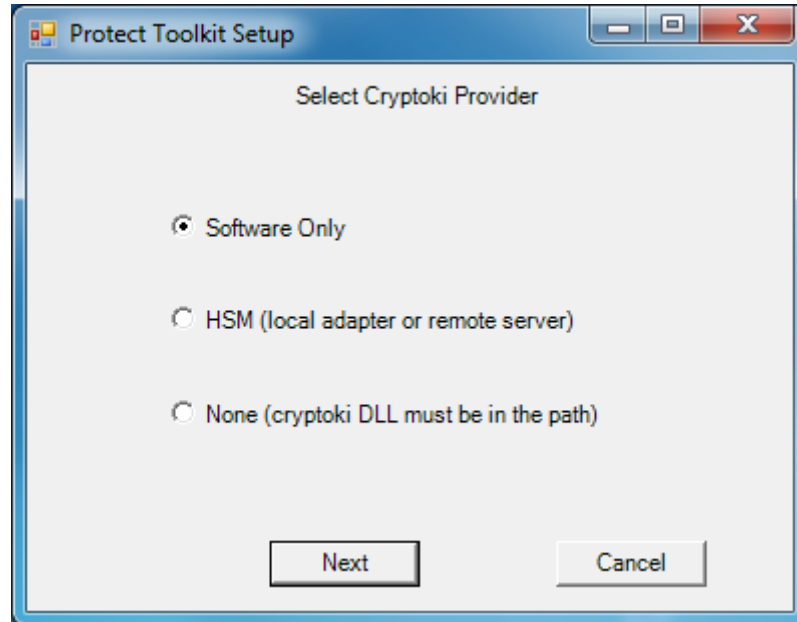 Protect Toolkit Setup
Select Cryptoki Provider
Software Only
HSM (local adapter or remote server)
None (cryptoki DLL must be in the path)
Next
Cancel